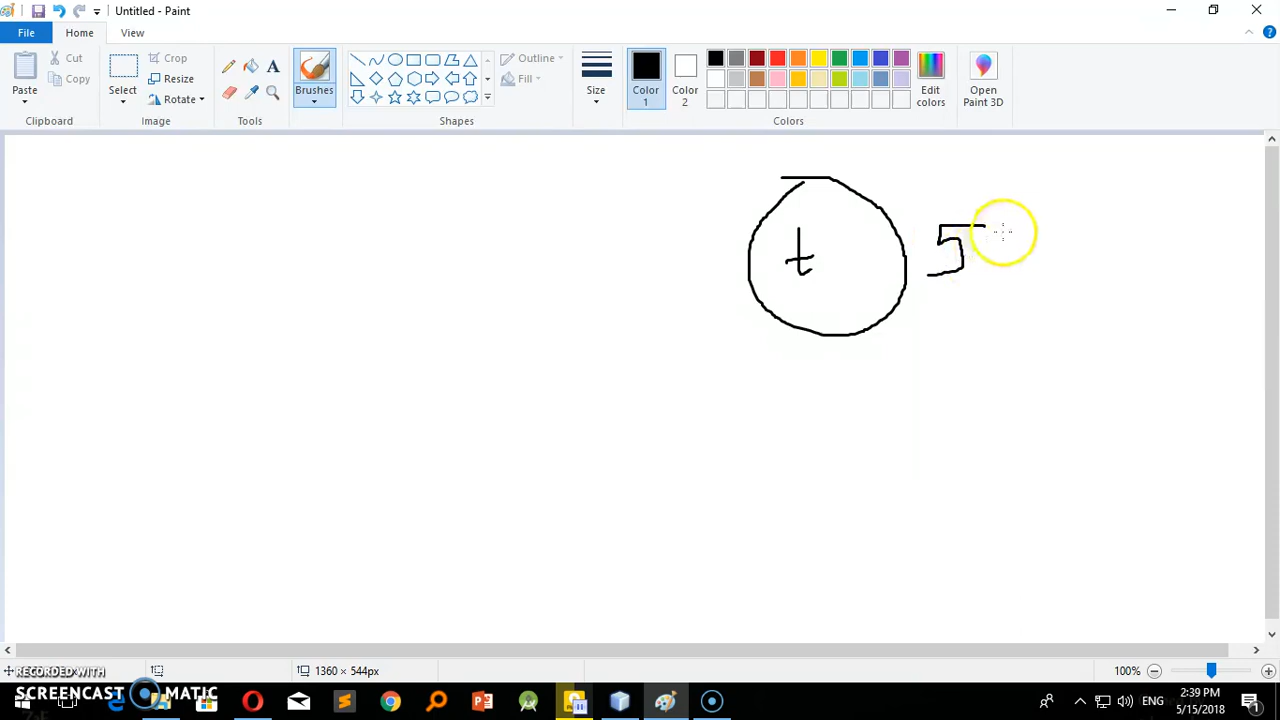 Untitled - Paint
File Home View
Paste
Cut
Copy
Clipboard
Select
Crop
Resize
Rotate
Image
Tools
Brushes
Shapes
Outline
Fill
Size
Color 1
Color 2
Colors
Edit colors
Open Paint 3D
t 5
1360 × 544px
100%
RECORDED WITH
SCREENCAST MATIC
ENG
2:39 PM
5/15/2018